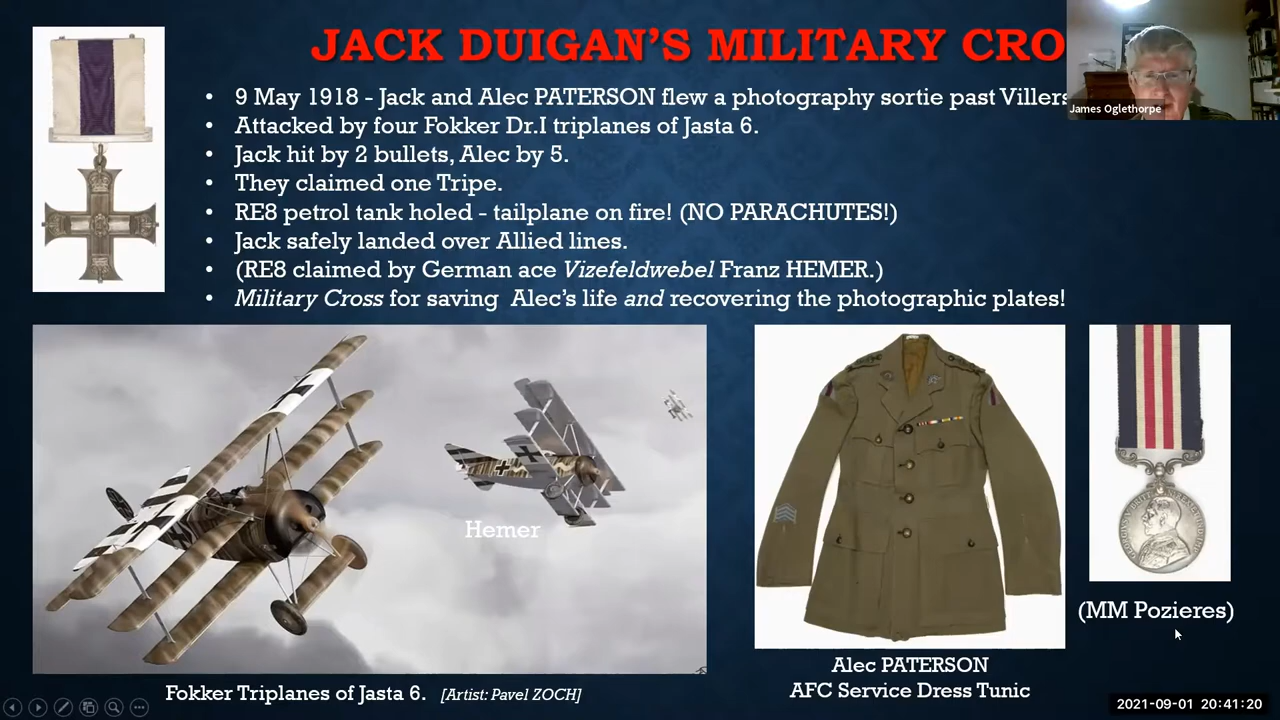 JACK DUIGAN'S MILITARY CRO
James Oglethorpe
• 9 May 1918 - Jack and Alec PATERSON flew a photography sortie past Villers
• Attacked by four Fokker Dr.I triplanes of Jasta 6.
• Jack hit by 2 bullets, Alec by 5.
• They claimed one Tripe.
• RE8 petrol tank holed - tailplane on fire! (NO PARACHUTES!)
• Jack safely landed over Allied lines.
• (RE8 claimed by German ace Vizefeldwebel Franz HEMER.)
• Military Cross for saving Alec's life and recovering the photographic plates!
Hemer
(MM Pozieres)
Alec PATERSON
AFC Service Dress Tunic
Fokker Triplanes of Jasta 6. [Artist: Pavel ZOCH]
2021-09-01 20:41:20